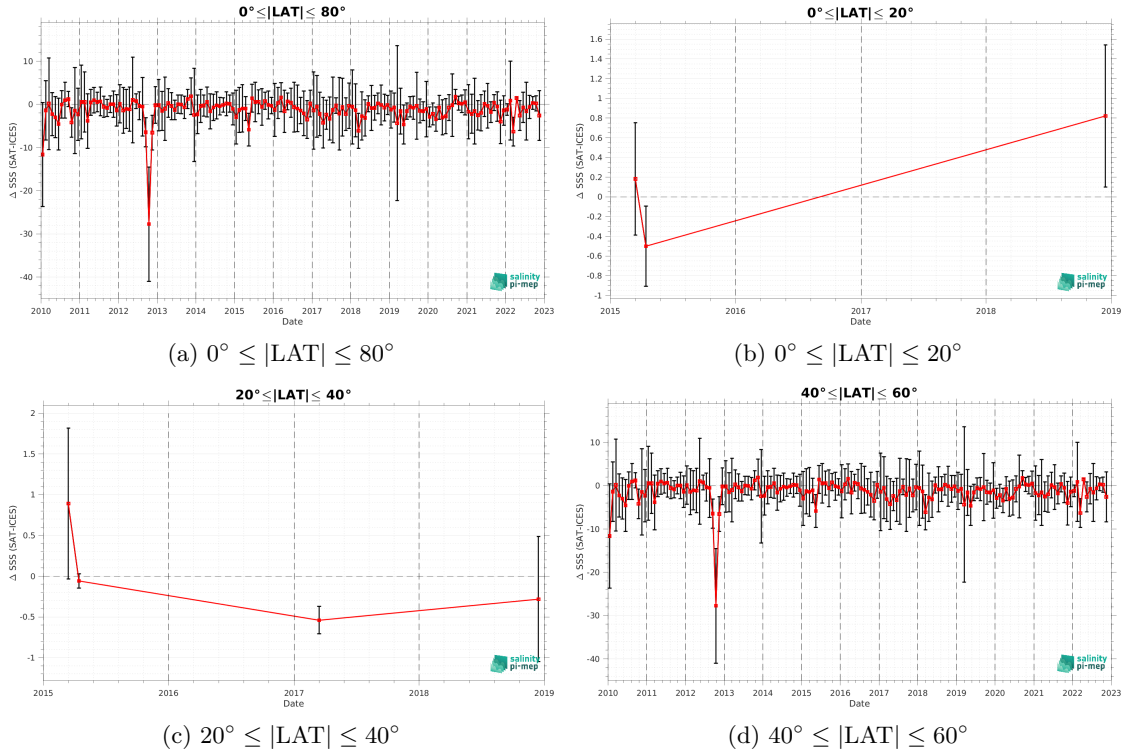 0°≤|LAT|≤ 80°
10
0
-10
-20
-30
-40
Δ SSS (SAT-ICES)
2010 2011 2012 2013 2014 2015 2016 2017 2018 2019 2020 2021 2022 2023
Date
salinity
pi-mep
(a) 0° ≤ |LAT| ≤ 80°
0°≤|LAT|≤ 20°
1.6
1.4
1.2
1
0.8
0.6
0.4
0.2
0
-0.2
-0.4
-0.6
-0.8
-1
Δ SSS (SAT-ICES)
2015 2016 2017 2018 2019
Date
salinity
pi-mep
(b) 0° ≤ |LAT| ≤ 20°
20°≤|LAT|≤ 40°
2
1.5
1
0.5
0
-0.5
-1
Δ SSS (SAT-ICES)
2015 2016 2017 2018 2019
Date
salinity
pi-mep
(c) 20° ≤ |LAT| ≤ 40°
40°≤|LAT|≤ 60°
10
0
-10
-20
-30
-40
Δ SSS (SAT-ICES)
2010 2011 2012 2013 2014 2015 2016 2017 2018 2019 2020 2021 2022 2023
Date
salinity
pi-mep
(d) 40° ≤ |LAT| ≤ 60°